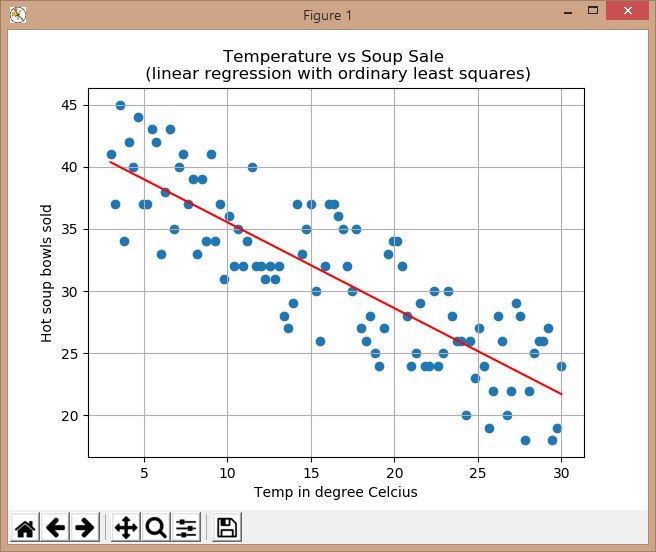 Figure 1
Temperature vs Soup Sale
(linear regression with ordinary least squares)
45
40
35
30
25
20
Hot soup bowls sold
5 10 15 20 25 30
Temp in degree Celcius